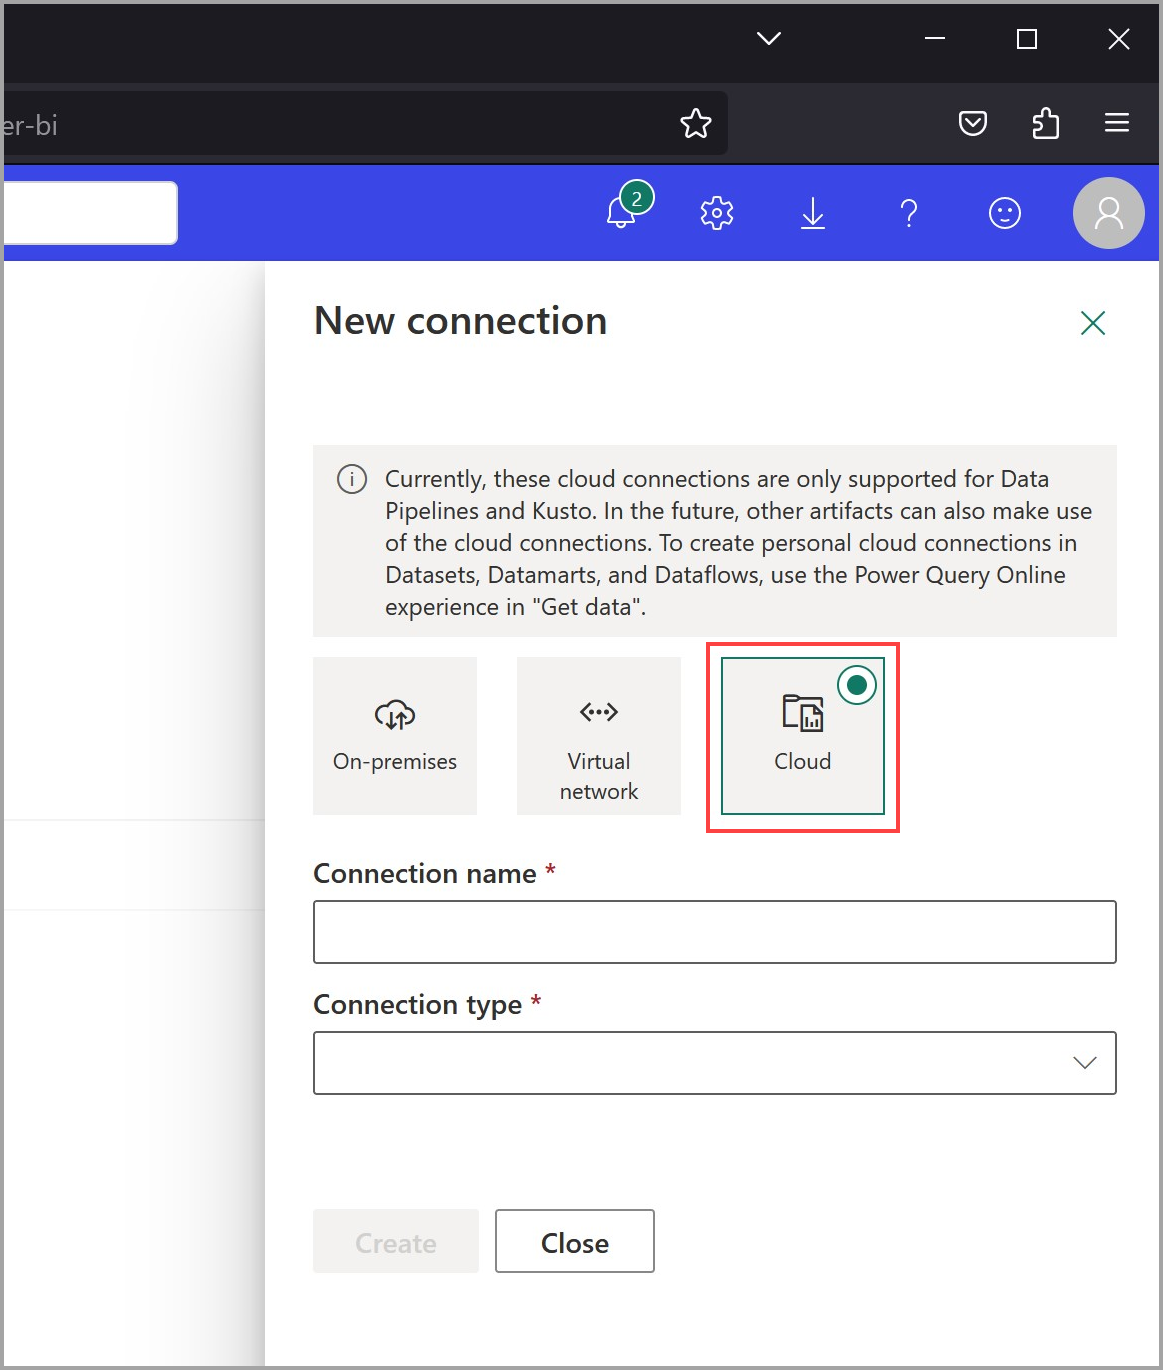 er-bi
2
New connection
Currently, these cloud connections are only supported for Data
Pipelines and Kusto. In the future, other artifacts can also make use
of the cloud connections. To create personal cloud connections in
Datasets, Datamarts, and Dataflows, use the Power Query Online
experience in "Get data".
On-premises
Virtual
network
Cloud
Connection name *
Connection type *
Create
Close